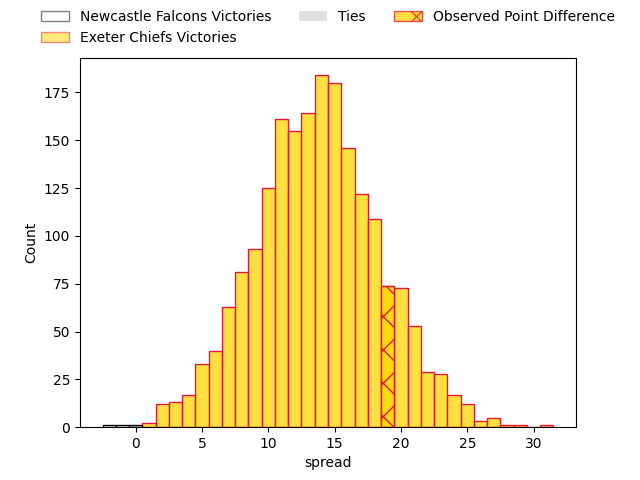 Newcastle Falcons Victories
Ties
Observed Point Difference
Exeter Chiefs Victories
175
150
125
100
75
50
25
0
Count
0 5 10 15 20 25 30
spread